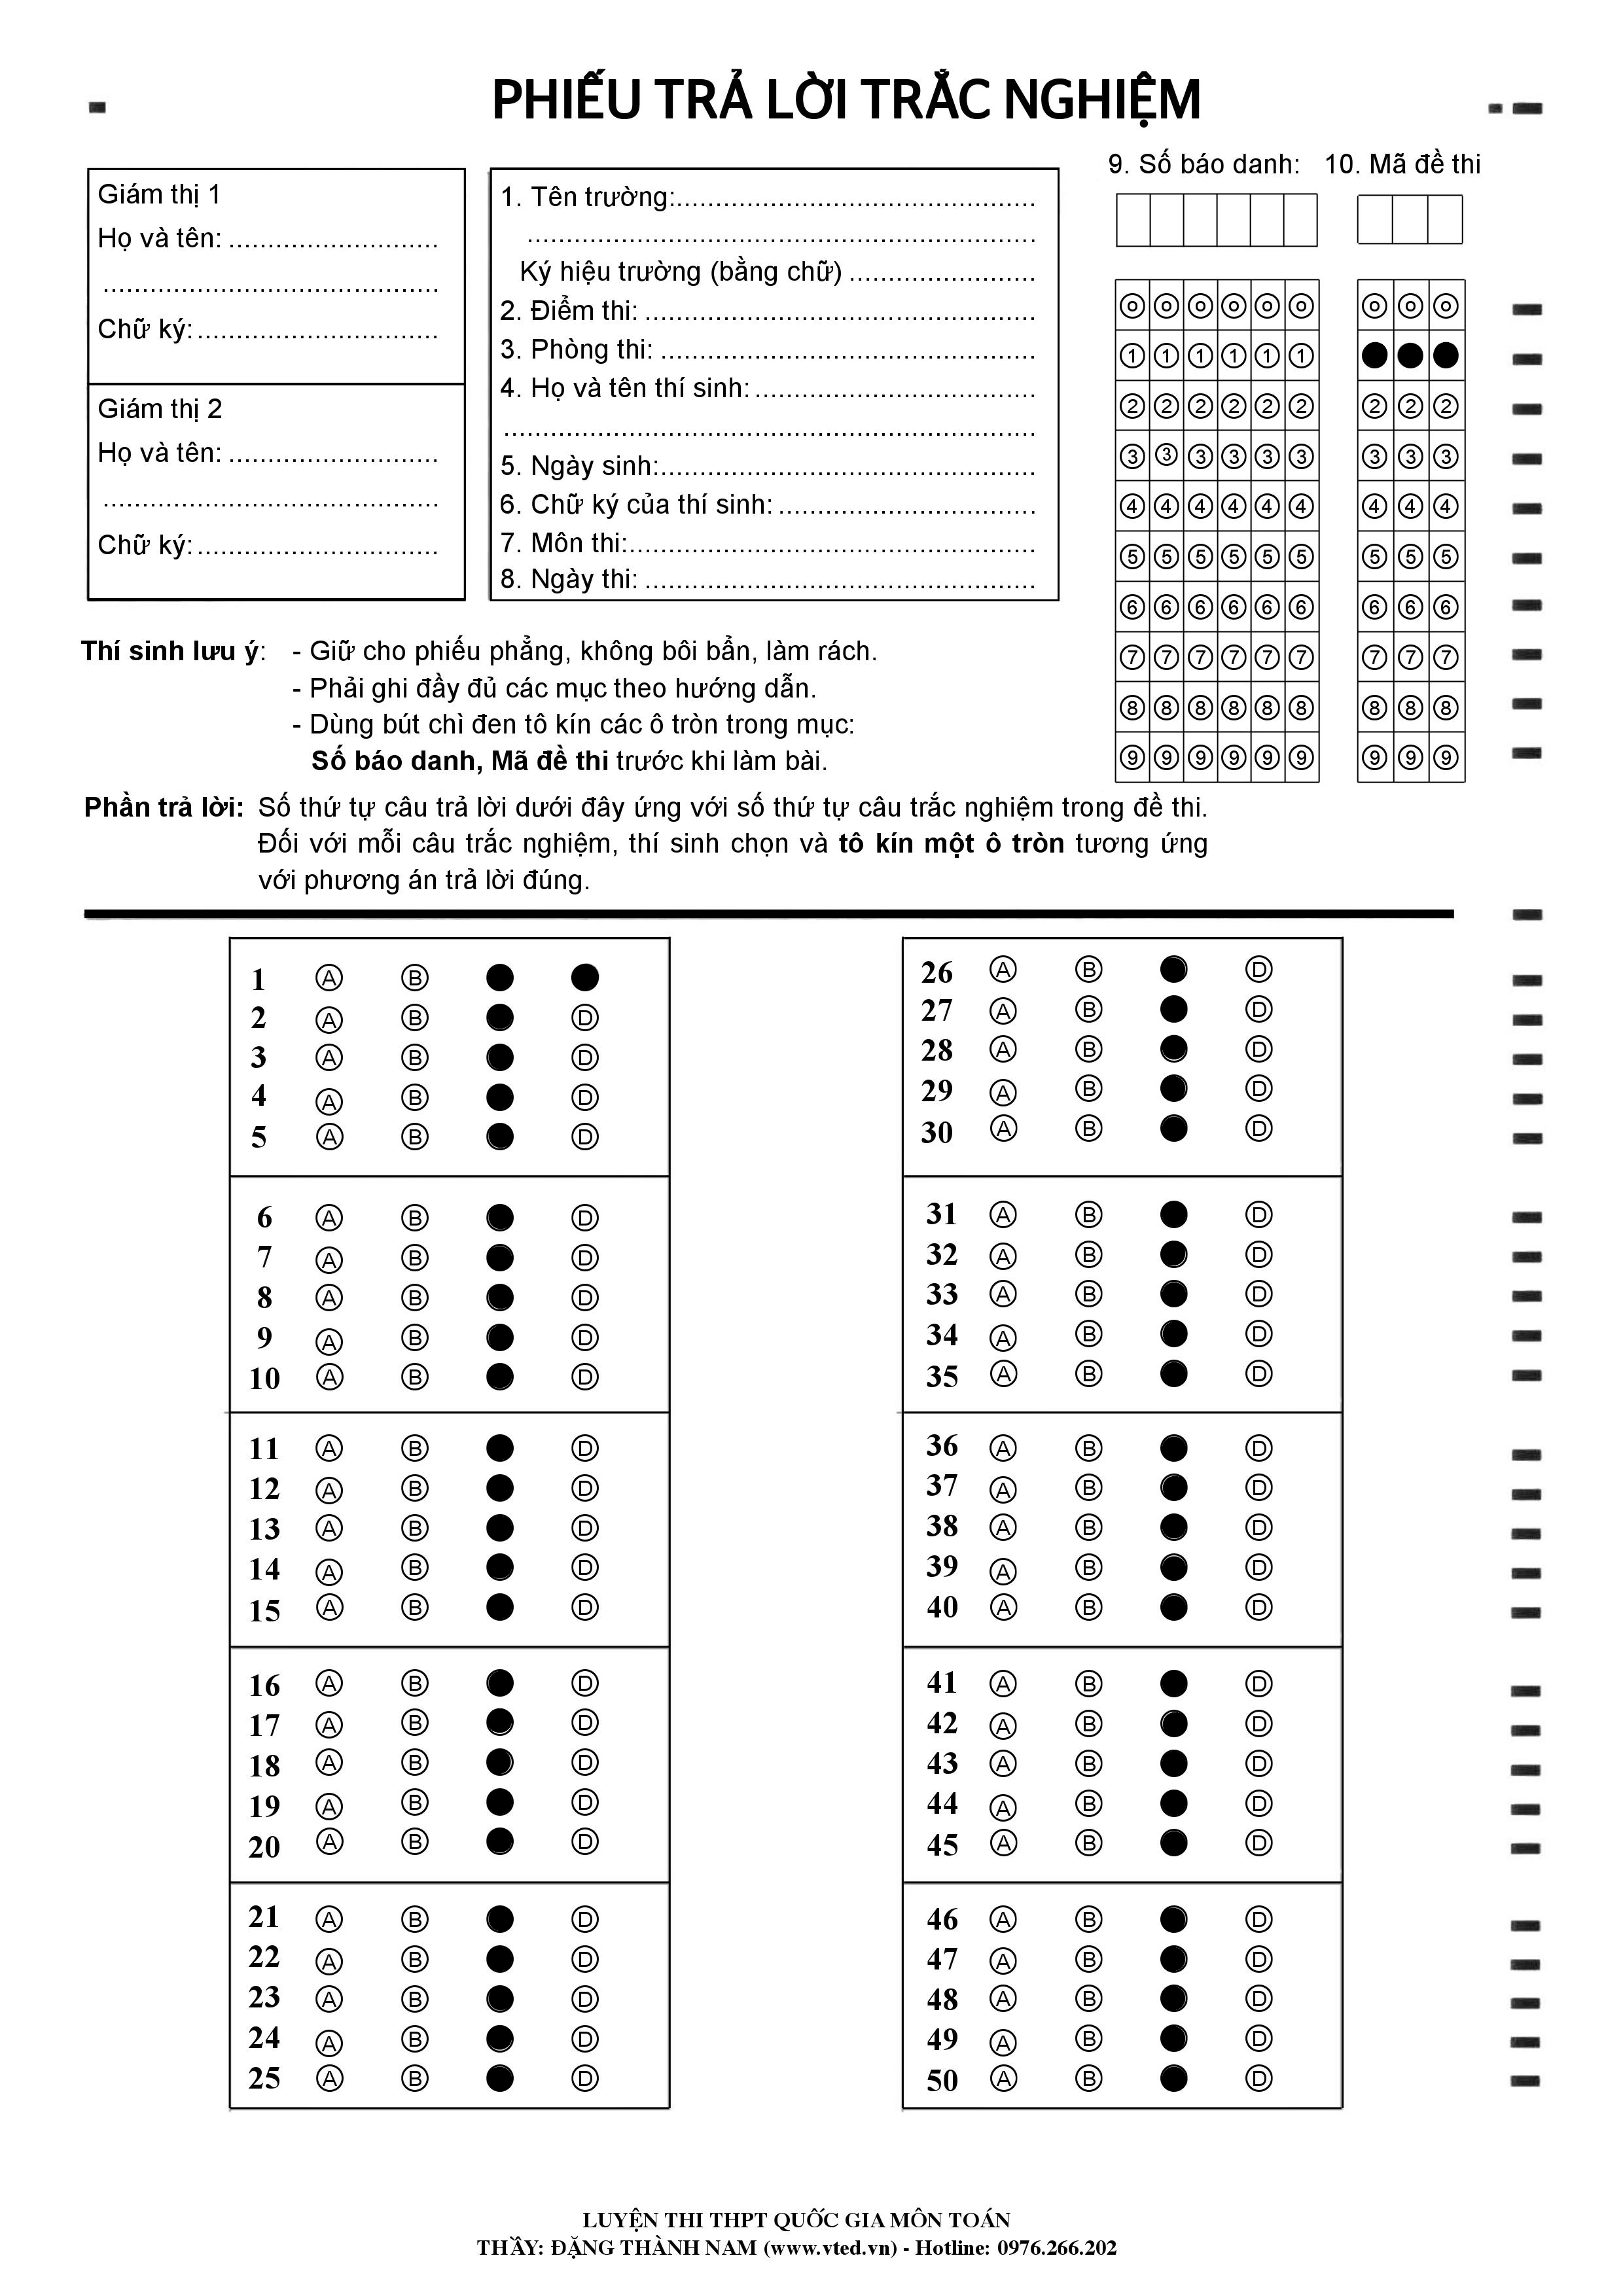 PHIẾU TRẢ LỜI TRẮC NGHIỆM
Giám thị 1
Họ và tên: ...........................
...........................................
Chữ ký: ...............................
Giám thị 2
Họ và tên: ...........................
...........................................
Chữ ký: ...............................
1. Tên trường:..............................................
.................................................................
Ký hiệu trường (bằng chữ) ........................
2. Điểm thi: ..................................................
3. Phòng thi: ................................................
4. Họ và tên thí sinh: ....................................
....................................................................
5. Ngày sinh:................................................
6. Chữ ký của thí sinh: .................................
7. Môn thi:....................................................
8. Ngày thi: ..................................................
9. Số báo danh: 10. Mã đề thi
0 0 0 0 0 0 0 0 0
1 1 1 1 1 1
2 2 2 2 2 2 2 2 2
3 3 3 3 3 3 3 3 3
4 4 4 4 4 4 4 4 4
5 5 5 5 5 5 5 5 5
6 6 6 6 6 6 6 6 6
7 7 7 7 7 7 7 7 7
8 8 8 8 8 8 8 8 8
9 9 9 9 9 9 9 9 9
Thí sinh lưu ý: - Giữ cho phiếu phẳng, không bôi bẩn, làm rách.
- Phải ghi đầy đủ các mục theo hướng dẫn.
- Dùng bút chì đen tô kín các ô tròn trong mục:
Số báo danh, Mã đề thi trước khi làm bài.
Phần trả lời: Số thứ tự câu trả lời dưới đây ứng với số thứ tự câu trắc nghiệm trong đề thi.
Đối với mỗi câu trắc nghiệm, thí sinh chọn và tô kín một ô tròn tương ứng
với phương án trả lời đúng.
1 A B
2 A B D
3 A B D
4 A B D
5 A B D
6 A B D
7 A B D
8 A B D
9 A B D
10 A B D
11 A B D
12 A B D
13 A B D
14 A B D
15 A B D
16 A B D
17 A B D
18 A B D
19 A B D
20 A B D
21 A B D
22 A B D
23 A B D
24 A B D
25 A B D
26 A B D
27 A B D
28 A B D
29 A B D
30 A B D
31 A B D
32 A B D
33 A B D
34 A B D
35 A B D
36 A B D
37 A B D
38 A B D
39 A B D
40 A B D
41 A B D
42 A B D
43 A B D
44 A B D
45 A B D
46 A B D
47 A B D
48 A B D
49 A B D
50 A B D
LUYỆN THI THPT QUỐC GIA MÔN TOÁN
THẦY: ĐẶNG THÀNH NAM (www.vted.vn) - Hotline: 0976.266.202